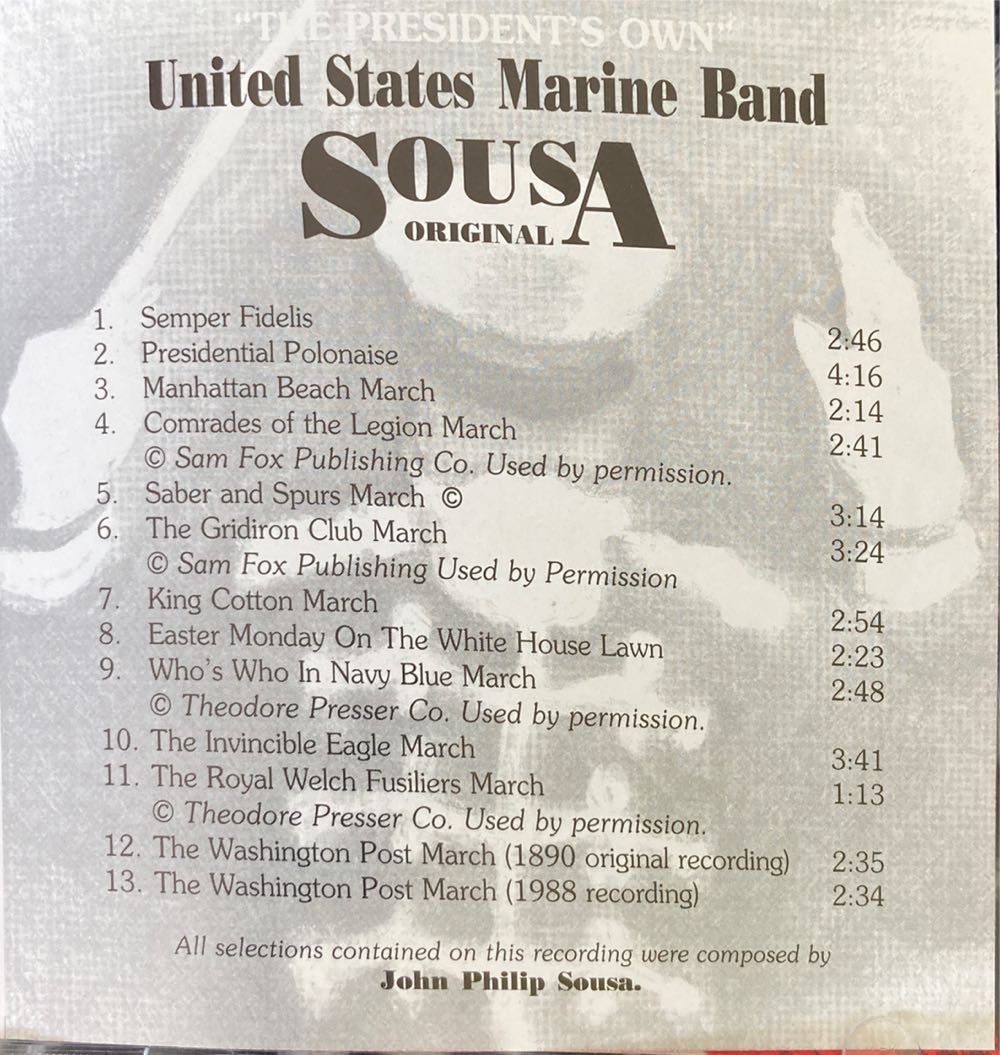 "THE PRESIDENT'S OWN"
United States Marine Band
SOUSA
ORIGINAL
1. Semper Fidelis 2:46
2. Presidential Polonaise 4:16
3. Manhattan Beach March 2:14
4. Comrades of the Legion March 2:41
© Sam Fox Publishing Co. Used by permission.
5. Saber and Spurs March © 3:14
6. The Gridiron Club March 3:24
© Sam Fox Publishing Used by Permission
7. King Cotton March 2:54
8. Easter Monday On The White House Lawn 2:23
9. Who's Who In Navy Blue March 2:48
© Theodore Presser Co. Used by permission.
10. The Invincible Eagle March 3:41
11. The Royal Welch Fusiliers March 1:13
© Theodore Presser Co. Used by permission.
12. The Washington Post March (1890 original recording) 2:35
13. The Washington Post March (1988 recording) 2:34
All selections contained on this recording were composed by
John Philip Sousa.